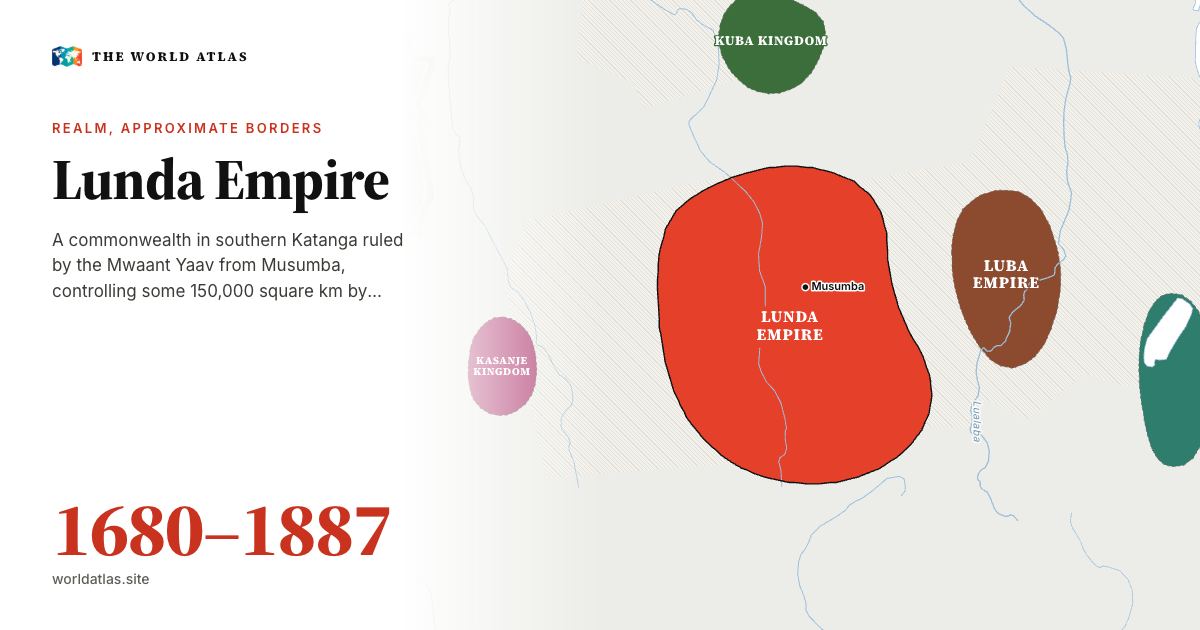 THE WORLD ATLAS
REALM, APPROXIMATE BORDERS
Lunda Empire
A commonwealth in southern Katanga ruled
by the Mwaant Yaav from Musumba,
controlling some 150,000 square km by...
1680–1887
worldatlas.site
KUBA KINGDOM
LUBA
EMPIRE
Musumba
LUNDA
EMPIRE
KASANJE
KINGDOM
Lualaba